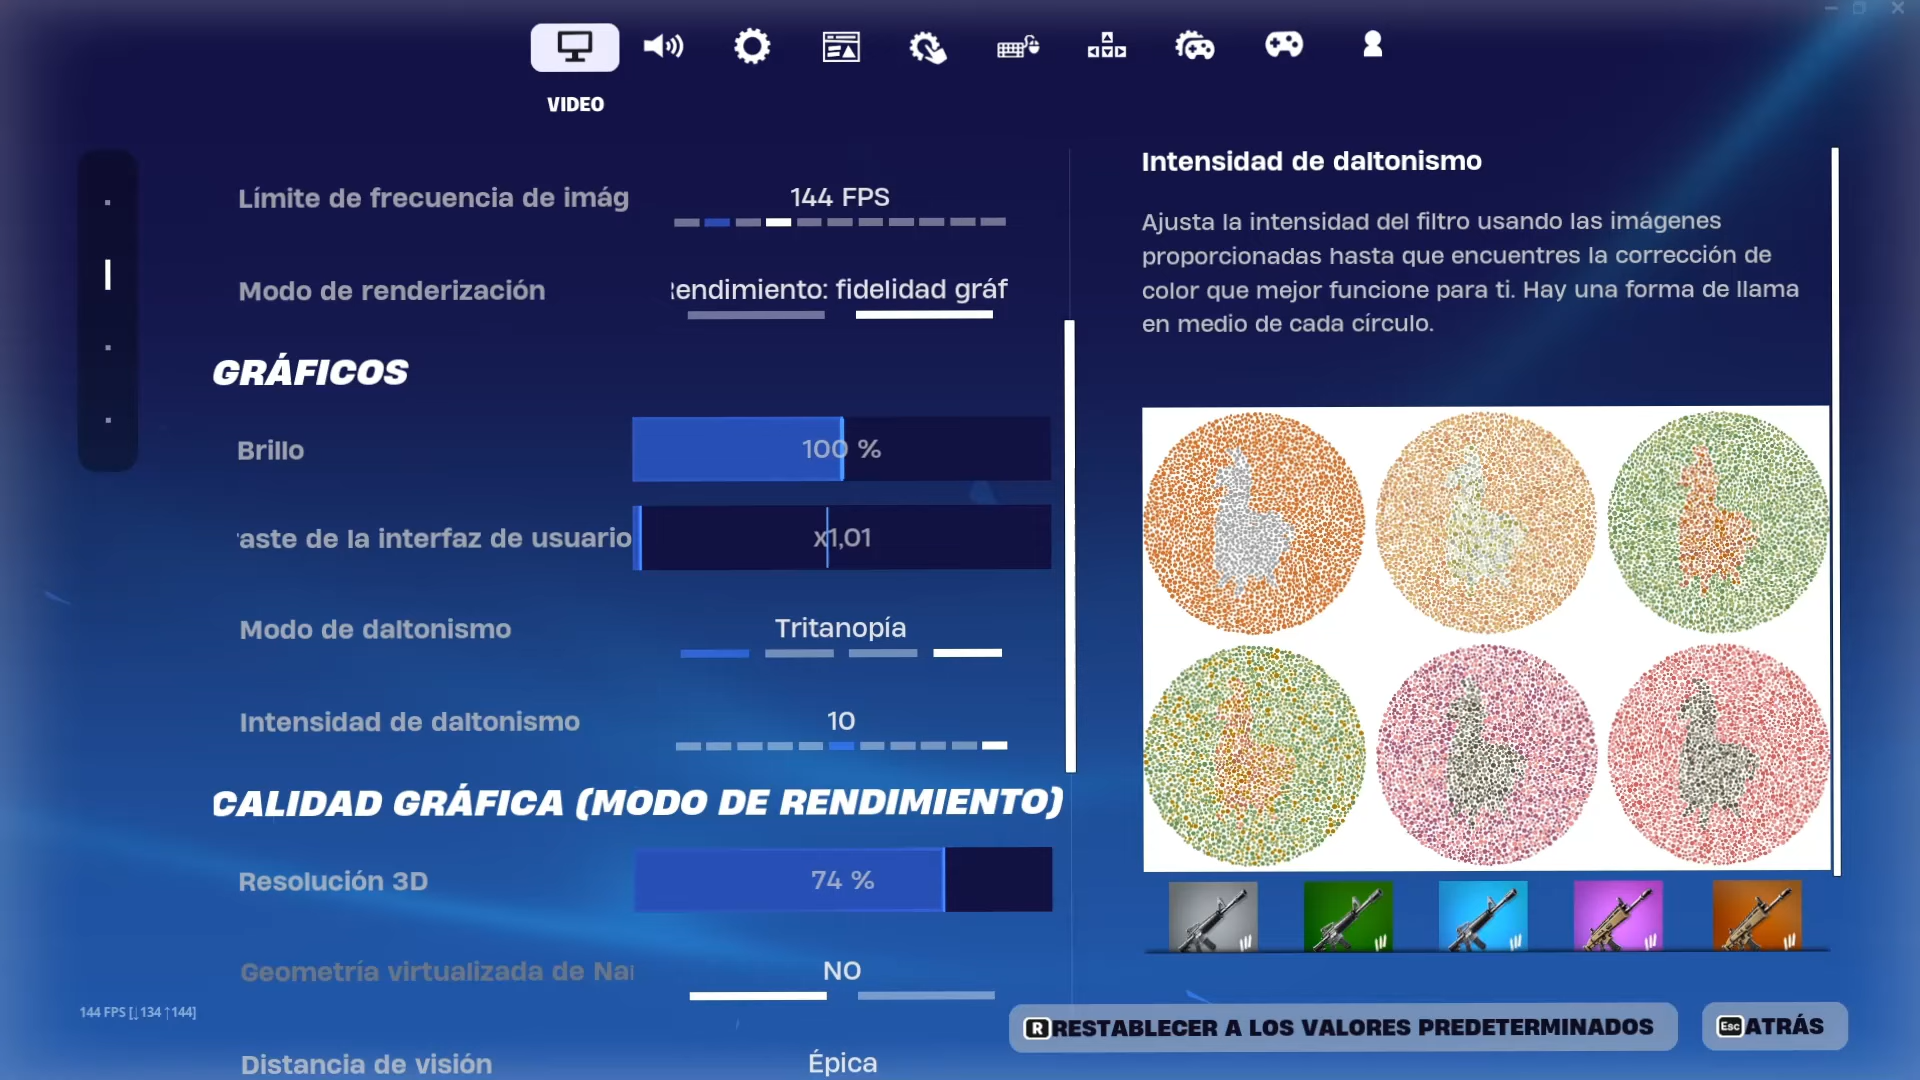 VIDEO
Límite de frecuencia de imág
144 FPS
Modo de renderización
Rendimiento: fidelidad gráf
GRÁFICOS
Brillo
100 %
aste de la interfaz de usuario
x1,01
Modo de daltonismo
Tritanopía
Intensidad de daltonismo
10
CALIDAD GRÁFICA (MODO DE RENDIMIENTO)
Resolución 3D
74 %
Geometría virtualizada de Na
NO
Distancia de visión
Épica
144 FPS [↓134 ↑144]
Intensidad de daltonismo
Ajusta la intensidad del filtro usando las imágenes
proporcionadas hasta que encuentres la corrección de
color que mejor funcione para ti. Hay una forma de llama
en medio de cada círculo.
R RESTABLECER A LOS VALORES PREDETERMINADOS
Esc ATRÁS